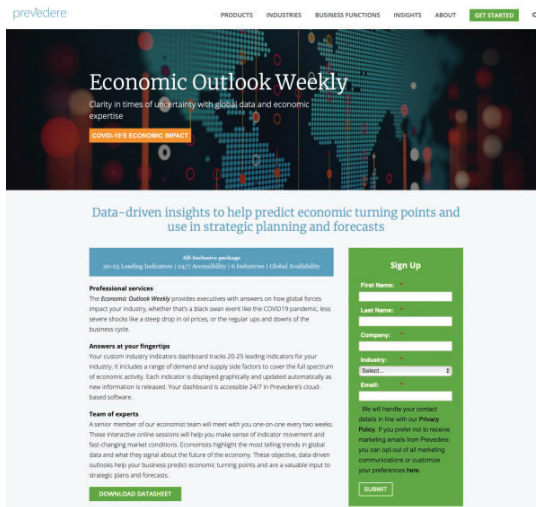 prevedere
PRODUCTS INDUSTRIES BUSINESS FUNCTIONS INSIGHTS ABOUT GET STARTED
Economic Outlook Weekly
Clarity in times of uncertainty with global data and economic
expertise
COVID-19'S ECONOMIC IMPACT
Data-driven insights to help predict economic turning points and
use in strategic planning and forecasts
All-Inclusive package
20-25 Leading Indicators | 24/7 Accessibility | 6 Industries | Global Availability
Professional services
The Economic Outlook Weekly provides executives with answers on how global forces
impact your industry, whether that's a black swan event like the COVID19 pandemic, less
severe shocks like a steep drop in oil prices, or the regular ups and downs of the
business cycle.
Answers at your fingertips
Your custom industry indicators dashboard tracks 20-25 leading indicators for your
industry. It includes a range of demand and supply side factors to cover the full spectrum
of economic activity. Each indicator is displayed graphically and updated automatically as
new information is released. Your dashboard is accessible 24/7 in Prevedere's cloud-
based software.
Team of experts
A senior member of our economist team will meet with you one-on-one every two weeks.
These interactive online sessions will help you make sense of indicator movement and
fast-changing market conditions. Economists highlight the most telling trends in global
data and what they signal about the future of the economy. These objective, data-driven
outlooks help your business predict economic turning points and are a valuable input to
strategic plans and forecasts.
DOWNLOAD DATASHEET
Sign Up
First Name: *
Last Name: *
Company: *
Industry: *
Select...
Email: *
We will handle your contact
details in line with our Privacy
Policy. If you prefer not to receive
marketing emails from Prevedere,
you can opt-out of all marketing
communications or customize
your preferences here.
SUBMIT